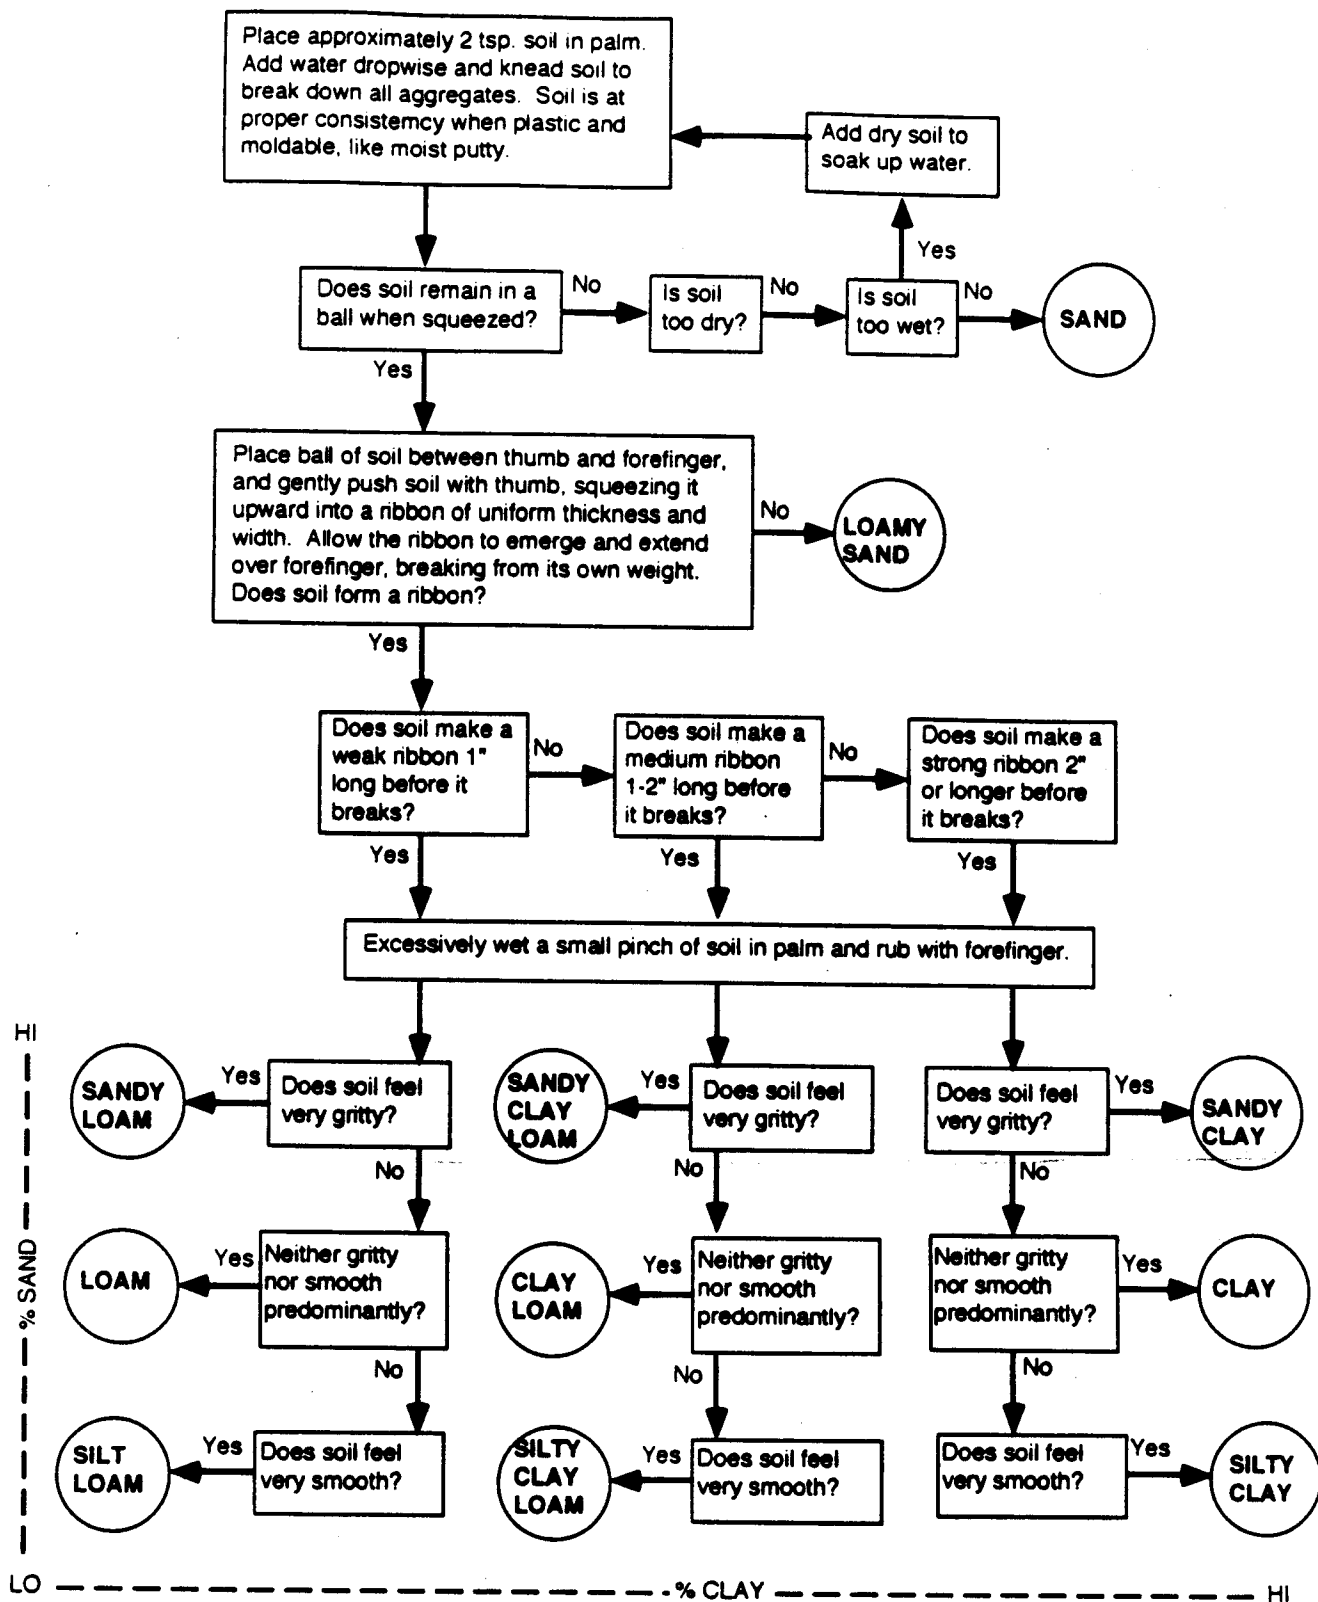 Place approximately 2 tsp. soil in palm.
Add water dropwise and knead soil to
break down all aggregates. Soil is at
proper consistemcy when plastic and
moldable, like moist putty.
Add dry soil to
soak up water.
Yes
Does soil remain in a
ball when squeezed?
No
Is soil
too dry?
No
Is soil
too wet?
No
SAND
Yes
Place ball of soil between thumb and forefinger,
and gently push soil with thumb, squeezing it
upward into a ribbon of uniform thickness and
width. Allow the ribbon to emerge and extend
over forefinger, breaking from its own weight.
Does soil form a ribbon?
No
LOAMY
SAND
Yes
Does soil make a
weak ribbon 1"
long before it
breaks?
No
Does soil make a
medium ribbon
1-2" long before
it breaks?
No
Does soil make a
strong ribbon 2"
or longer before
it breaks?
Yes
Yes
Yes
Excessively wet a small pinch of soil in palm and rub with forefinger.
HI
SANDY
LOAM
Yes
Does soil feel
very gritty?
SANDY
CLAY
LOAM
Yes
Does soil feel
very gritty?
Does soil feel
very gritty?
Yes
SANDY
CLAY
No
No
No
% SAND
LOAM
Yes
Neither gritty
nor smooth
predominantly?
CLAY
LOAM
Yes
Neither gritty
nor smooth
predominantly?
Neither gritty
nor smooth
predominantly?
Yes
CLAY
No
No
No
SILT
LOAM
Yes
Does soil feel
very smooth?
SILTY
CLAY
LOAM
Yes
Does soil feel
very smooth?
Does soil feel
very smooth?
Yes
SILTY
CLAY
LO
% CLAY
HI